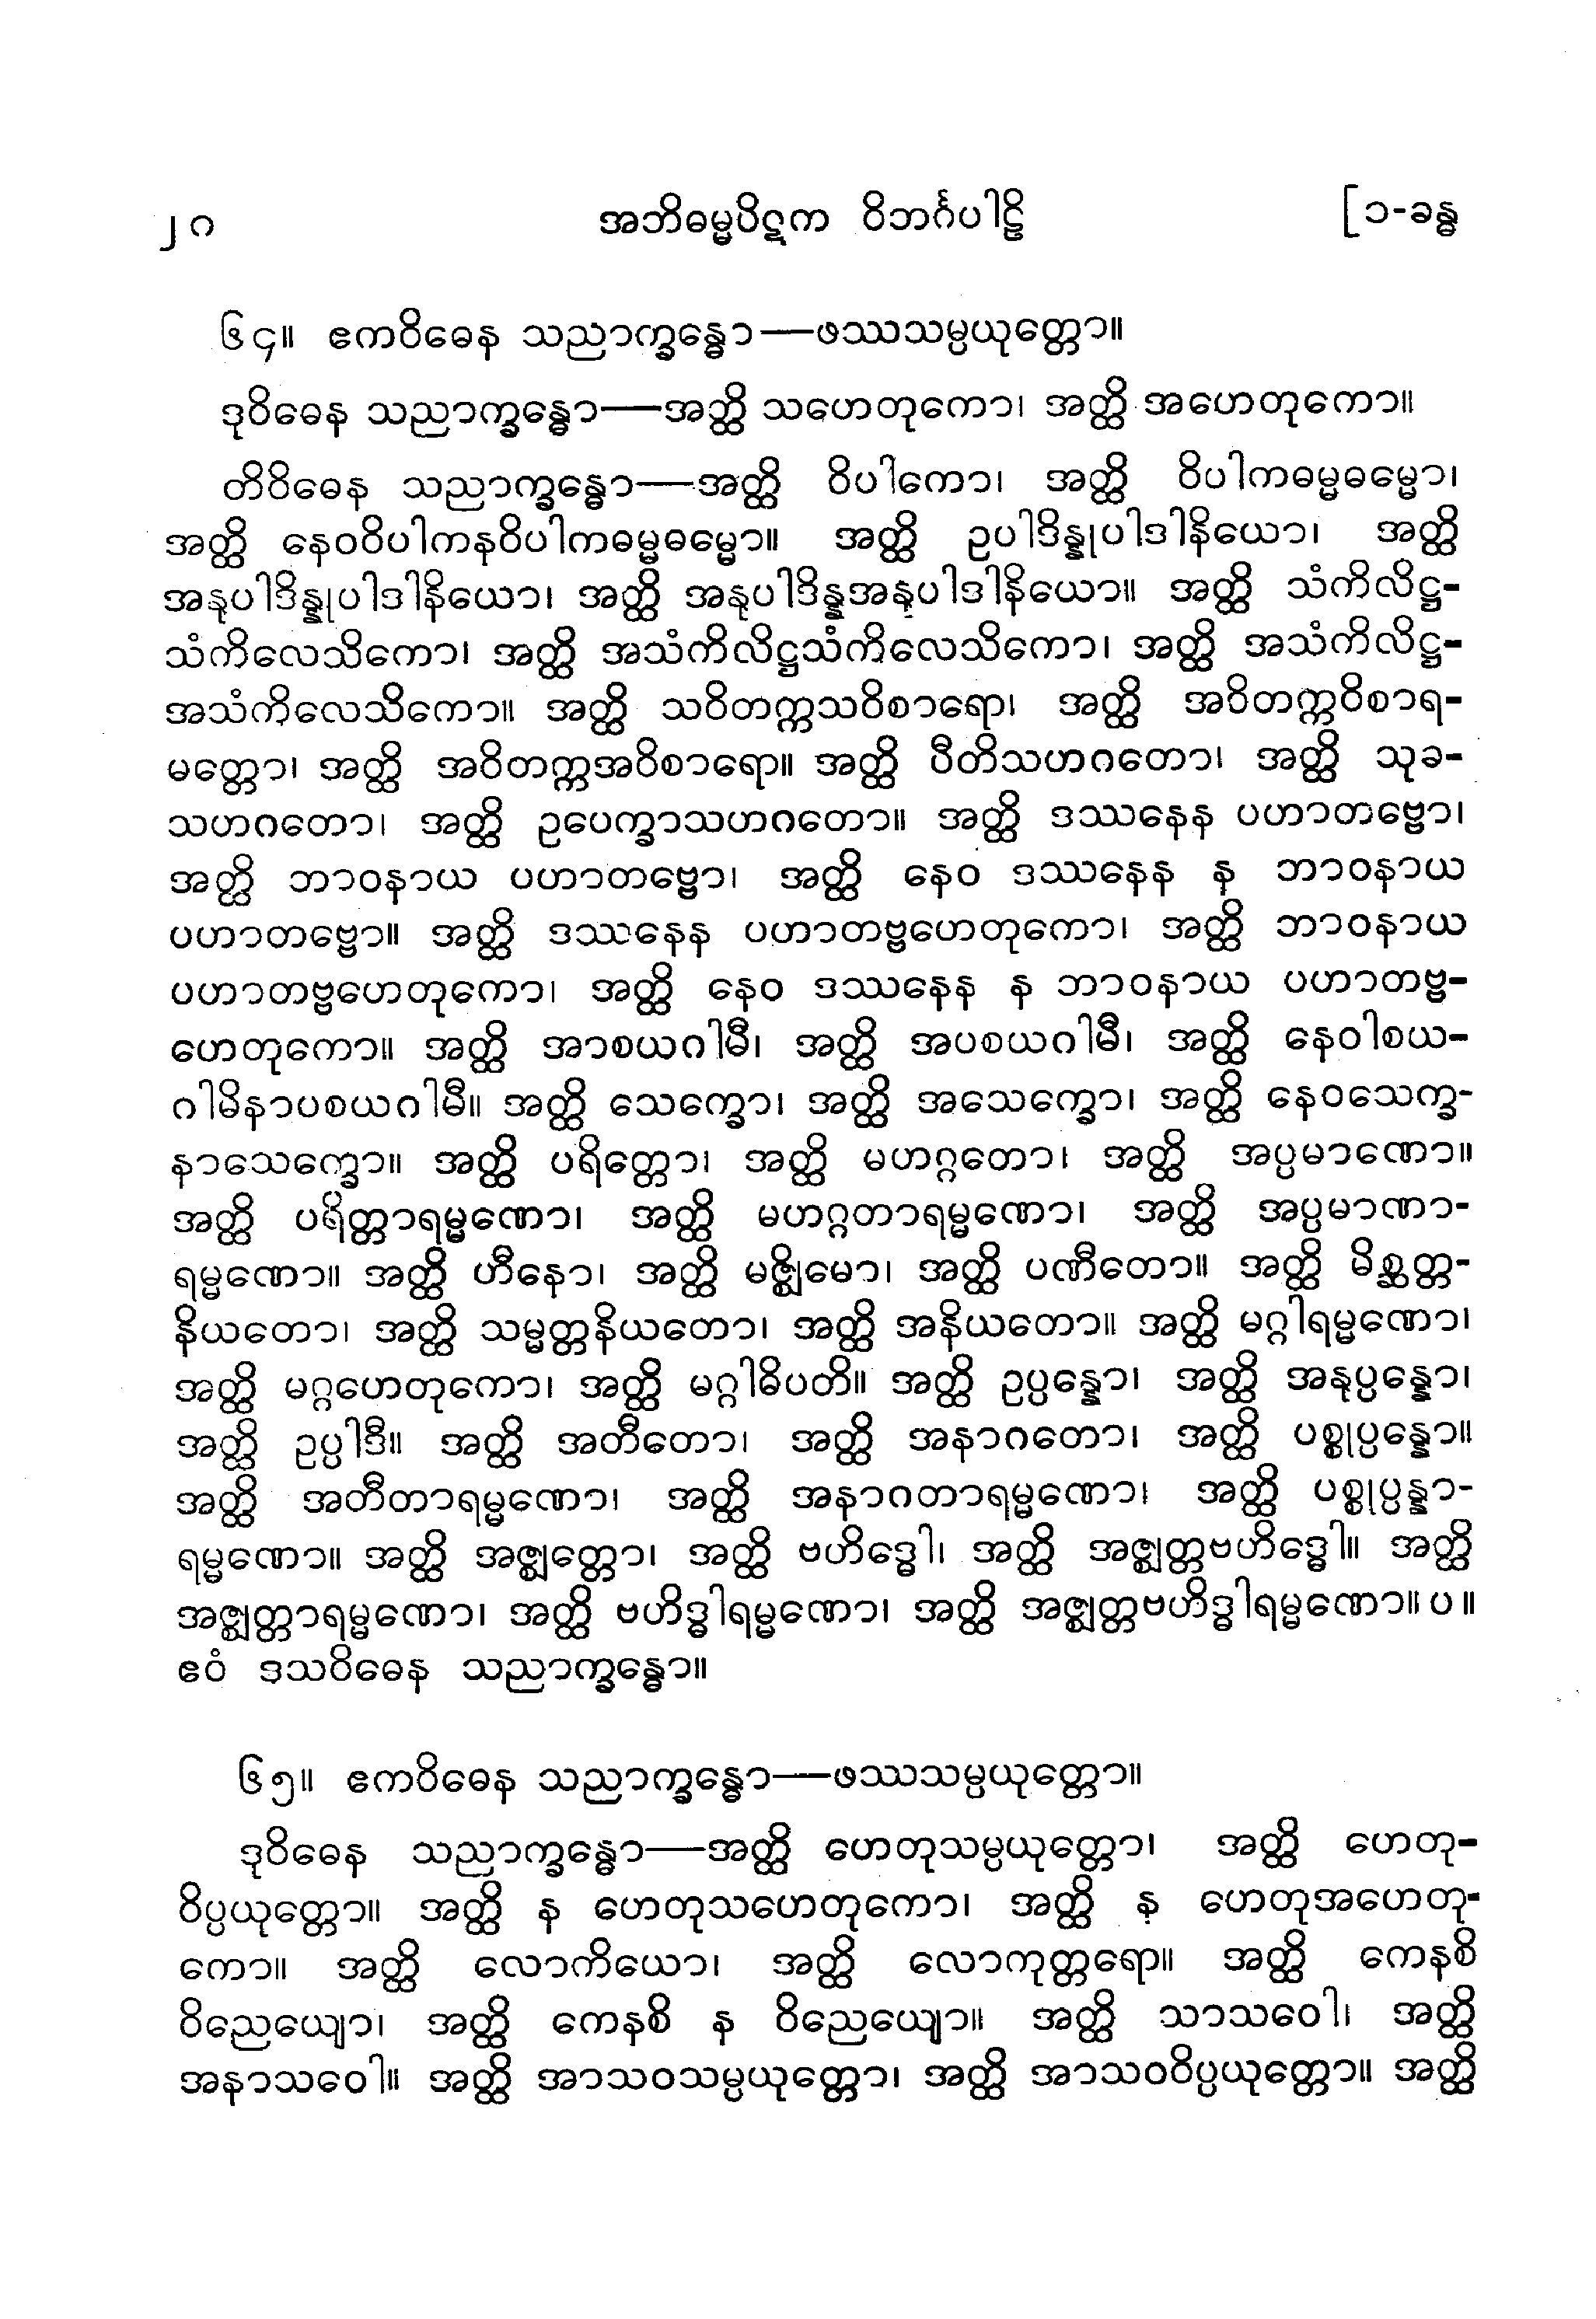 ၂၈ အဘိဓမ္မပိဋက ဝိဘင်္ဂပါဠိ [၁-ခန္ဓ
၆၄။ ဧကဝိဓေန သညာက္ခန္ဓော—ဖဿသမ္ပယုတ္တော။
ဒုဝိဓေန သညာက္ခန္ဓော—အတ္ထိ သဟေတုကော၊ အတ္ထိ အဟေတုကော။
တိဝိဓေန သညာက္ခန္ဓော—အတ္ထိ ဝိပါကော၊ အတ္ထိ ဝိပါကဓမ္မဓမ္မော၊
အတ္ထိ နေဝဝိပါကနဝိပါကဓမ္မဓမ္မော။ အတ္ထိ ဥပါဒိန္နုပါဒါနိယော၊ အတ္ထိ
အနုပါဒိန္နုပါဒါနိယော၊ အတ္ထိ အနုပါဒိန္နအနုပါဒါနိယော။ အတ္ထိ သံကိလိဋ္ဌ-
သံကိလေသိကော၊ အတ္ထိ အသံကိလိဋ္ဌသံကိလေသိကော၊ အတ္ထိ အသံကိလိဋ္ဌ-
အသံကိလေသိကော။ အတ္ထိ သဝိတက္ကသဝိစာရော၊ အတ္ထိ အဝိတက္ကဝိစာရ-
မတ္တော၊ အတ္ထိ အဝိတက္ကအဝိစာရော။ အတ္ထိ ပီတိသဟဂတော၊ အတ္ထိ သုခ-
သဟဂတော၊ အတ္ထိ ဥပေက္ခာသဟဂတော။ အတ္ထိ ဒဿနေန ပဟာတဗ္ဗော၊
အတ္ထိ ဘာဝနာယ ပဟာတဗ္ဗော၊ အတ္ထိ နေဝ ဒဿနေန န ဘာဝနာယ
ပဟာတဗ္ဗော။ အတ္ထိ ဒဿနေန ပဟာတဗ္ဗဟေတုကော၊ အတ္ထိ ဘာဝနာယ
ပဟာတဗ္ဗဟေတုကော၊ အတ္ထိ နေဝ ဒဿနေန န ဘာဝနာယ ပဟာတဗ္ဗ-
ဟေတုကော။ အတ္ထိ အာစယဂါမီ၊ အတ္ထိ အပစယဂါမီ၊ အတ္ထိ နေဝါစယ-
ဂါမိနာပစယဂါမီ။ အတ္ထိ သေက္ခော၊ အတ္ထိ အသေက္ခော၊ အတ္ထိ နေဝသေက္ခ-
နာသေက္ခော။ အတ္ထိ ပရိတ္တော၊ အတ္ထိ မဟဂ္ဂတော၊ အတ္ထိ အပ္ပမာဏော။
အတ္ထိ ပရိတ္တာရမ္မဏော၊ အတ္ထိ မဟဂ္ဂတာရမ္မဏော၊ အတ္ထိ အပ္ပမာဏာ-
ရမ္မဏော။ အတ္ထိ ဟီနော၊ အတ္ထိ မဇ္ဈိမော၊ အတ္ထိ ပဏီတော။ အတ္ထိ မိစ္ဆတ္တ-
နိယတော၊ အတ္ထိ သမ္မတ္တနိယတော၊ အတ္ထိ အနိယတော။ အတ္ထိ မဂ္ဂါရမ္မဏော၊
အတ္ထိ မဂ္ဂဟေတုကော၊ အတ္ထိ မဂ္ဂါဓိပတိ။ အတ္ထိ ဥပ္ပန္နော၊ အတ္ထိ အနုပ္ပန္နော၊
အတ္ထိ ဥပ္ပါဒီ။ အတ္ထိ အတီတော၊ အတ္ထိ အနာဂတော၊ အတ္ထိ ပစ္စုပ္ပန္နော။
အတ္ထိ အတီတာရမ္မဏော၊ အတ္ထိ အနာဂတာရမ္မဏော၊ အတ္ထိ ပစ္စုပ္ပန္နာ-
ရမ္မဏော။ အတ္ထိ အဇ္ဈတ္တော၊ အတ္ထိ ဗဟိဒ္ဓေါ၊ အတ္ထိ အဇ္ဈတ္တဗဟိဒ္ဓေါ။ အတ္ထိ
အဇ္ဈတ္တာရမ္မဏော၊ အတ္ထိ ဗဟိဒ္ဓါရမ္မဏော၊ အတ္ထိ အဇ္ဈတ္တဗဟိဒ္ဓါရမ္မဏော။ပ။
ဧဝံ ဒသဝိဓေန သညာက္ခန္ဓော။
၆၅။ ဧကဝိဓေန သညာက္ခန္ဓော—ဖဿသမ္ပယုတ္တော။
ဒုဝိဓေန သညာက္ခန္ဓော—အတ္ထိ ဟေတုသမ္ပယုတ္တော၊ အတ္ထိ ဟေတု-
ဝိပ္ပယုတ္တော။ အတ္ထိ န ဟေတုသဟေတုကော၊ အတ္ထိ န ဟေတုအဟေတု-
ကော။ အတ္ထိ လောကိယော၊ အတ္ထိ လောကုတ္တရော။ အတ္ထိ ကေနစိ
ဝိညေယျော၊ အတ္ထိ ကေနစိ န ဝိညေယျော။ အတ္ထိ သာသဝေါ၊ အတ္ထိ
အနာသဝေါ။ အတ္ထိ အာသဝသမ္ပယုတ္တော၊ အတ္ထိ အာသဝဝိပ္ပယုတ္တော။ အတ္ထိ